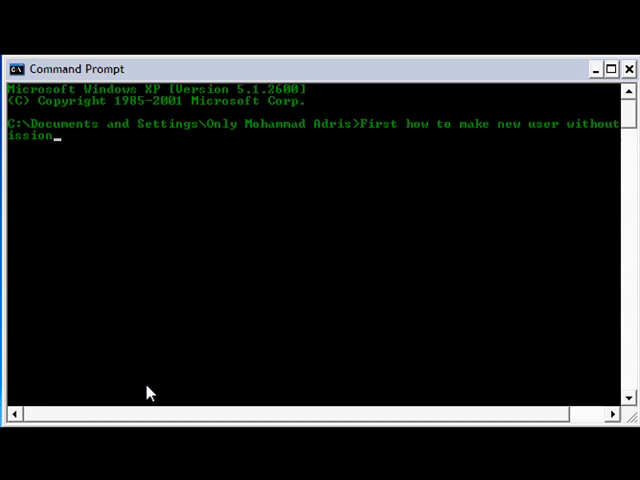 Command Prompt
Microsoft Windows XP [Version 5.1.2600]
(C) Copyright 1985-2001 Microsoft Corp.
C:\Documents and Settings\Only Mohammad Adris>First how to make new user without
ission_